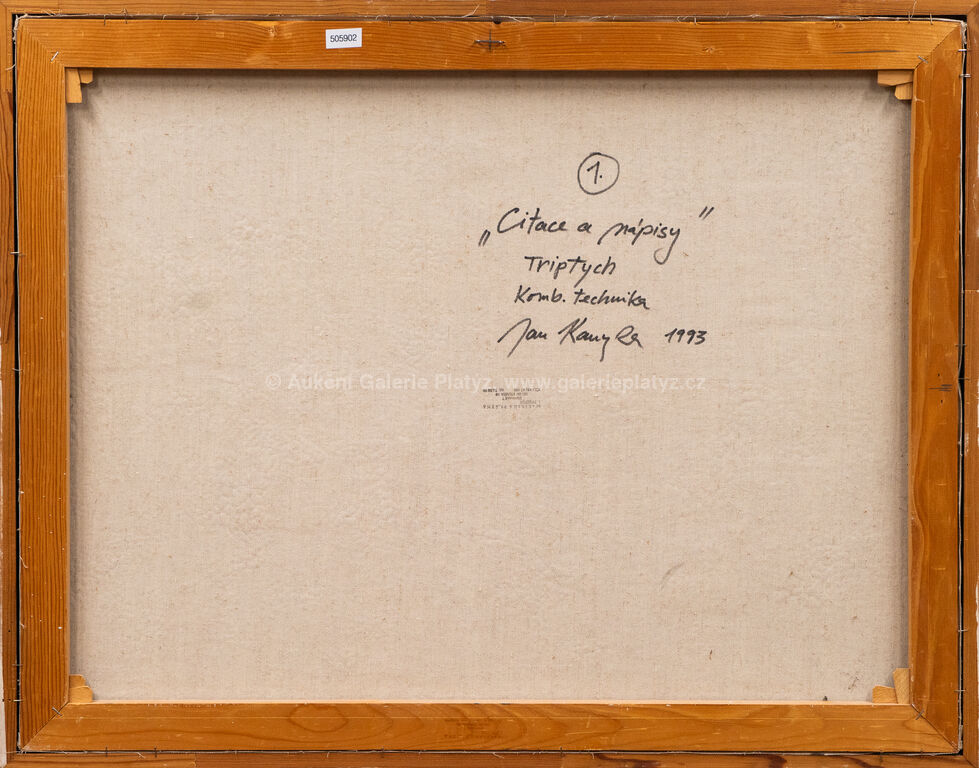 505902
1.
„Citace a nápisy"
Triptych
Komb. technika
Jan Kanyza 1993
© Aukční Galerie Platýz, www.galerieplatyz.cz